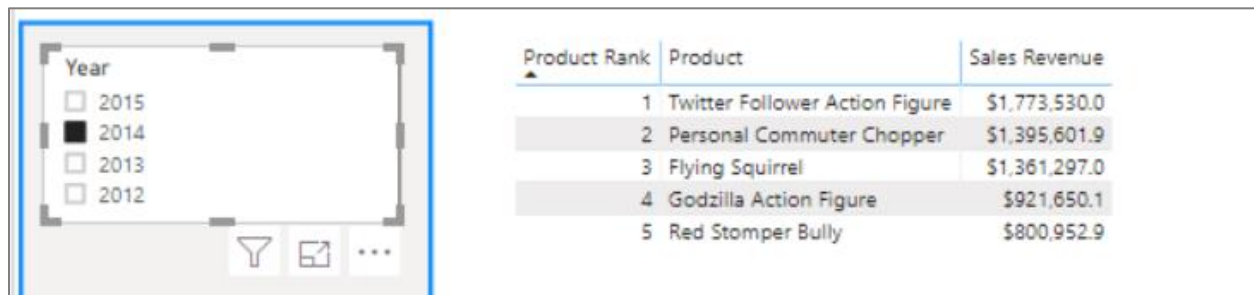 Year
2015
2014
2013
2012
Product Rank Product Sales Revenue
1 Twitter Follower Action Figure $1,773,530.0
2 Personal Commuter Chopper $1,395,601.9
3 Flying Squirrel $1,361,297.0
4 Godzilla Action Figure $921,650.1
5 Red Stomper Bully $800,952.9